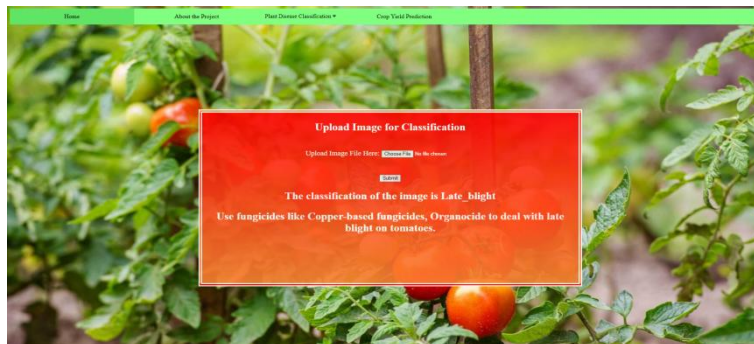 Home About the Project Plant Disease Classification ▾ Crop Yield Prediction
Upload Image for Classification
Upload Image File Here: Choose File No file chosen
Submit
The classification of the image is Late_blight
Use fungicides like Copper-based fungicides, Organocide to deal with late
blight on tomatoes.